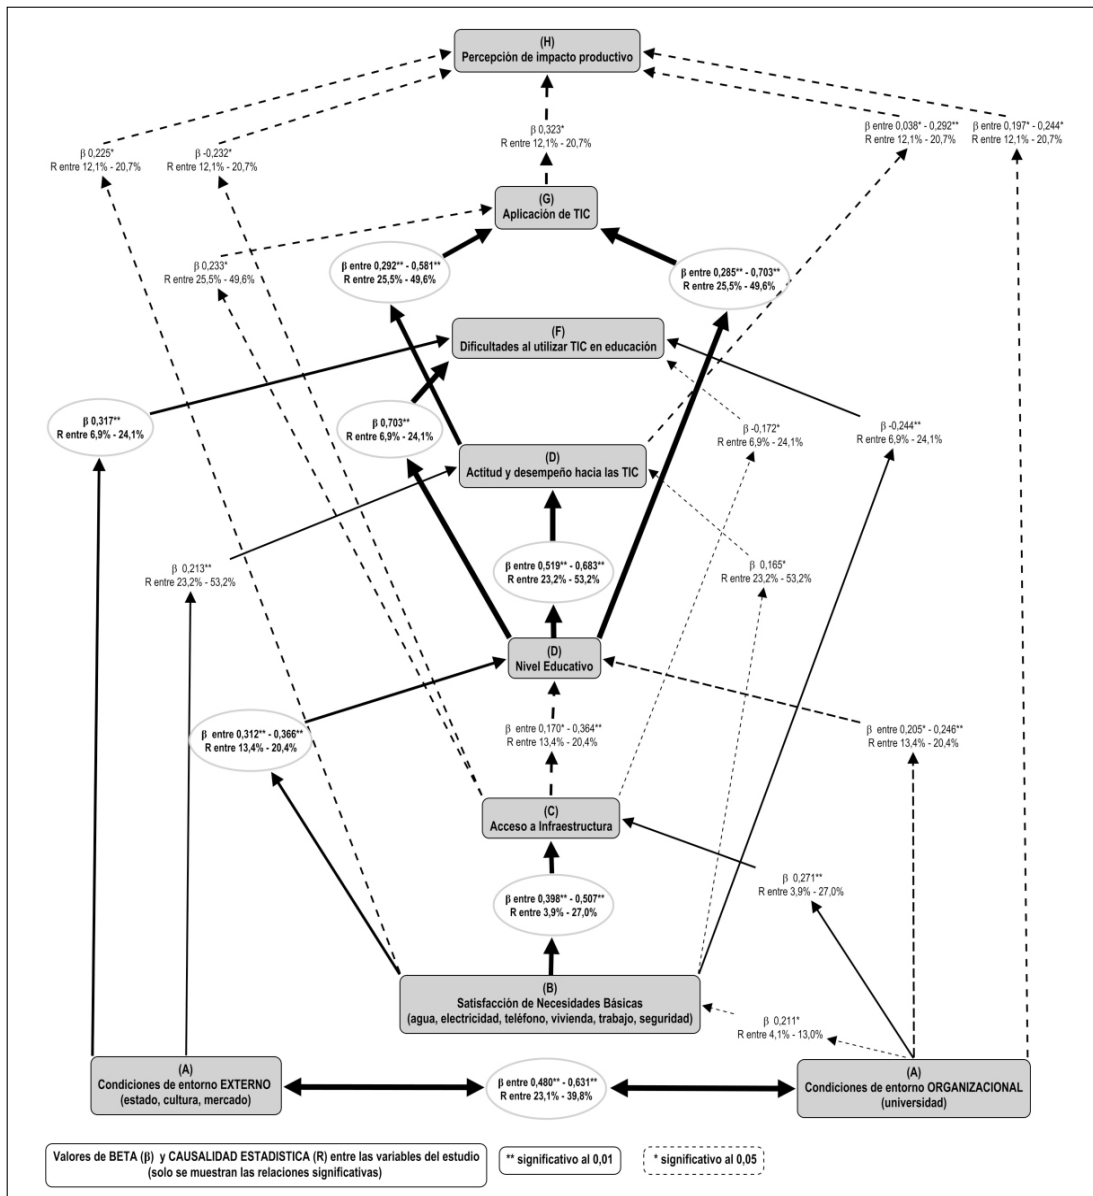 (H)
Percepción de impacto productivo
β 0,323*
R entre 12,1% - 20,7%
β entre 0,038* - 0,292**
R entre 12,1% - 20,7%
β entre 0,197* - 0,244*
R entre 12,1% - 20,7%
β 0,225*
R entre 12,1% - 20,7%
β -0,232*
R entre 12,1% - 20,7%
(G)
Aplicación de TIC
β 0,233*
R entre 25,5% - 49,6%
β entre 0,292** - 0,581**
R entre 25,5% - 49,6%
β entre 0,285** - 0,703**
R entre 25,5% - 49,6%
(F)
Dificultades al utilizar TIC en educación
β 0,317**
R entre 6,9% - 24,1%
β 0,703**
R entre 6,9% - 24,1%
β -0,172*
R entre 6,9% - 24,1%
β -0,244**
R entre 6,9% - 24,1%
(D)
Actitud y desempeño hacia las TIC
β 0,213**
R entre 23,2% - 53,2%
β entre 0,519** - 0,683**
R entre 23,2% - 53,2%
β 0,165*
R entre 23,2% - 53,2%
(D)
Nivel Educativo
β entre 0,312** - 0,366**
R entre 13,4% - 20,4%
β entre 0,170* - 0,364**
R entre 13,4% - 20,4%
β entre 0,205* - 0,246**
R entre 13,4% - 20,4%
(C)
Acceso a Infraestructura
β entre 0,398** - 0,507**
R entre 3,9% - 27,0%
β 0,271**
R entre 3,9% - 27,0%
(B)
Satisfacción de Necesidades Básicas
(agua, electricidad, teléfono, vivienda, trabajo, seguridad)
β 0,211*
R entre 4,1% - 13,0%
(A)
Condiciones de entorno EXTERNO
(estado, cultura, mercado)
β entre 0,480** - 0,631**
R entre 23,1% - 39,8%
(A)
Condiciones de entorno ORGANIZACIONAL
(universidad)
Valores de BETA (β) y CAUSALIDAD ESTADISTICA (R) entre las variables del estudio
(solo se muestran las relaciones significativas)
** significativo al 0,01
* significativo al 0,05